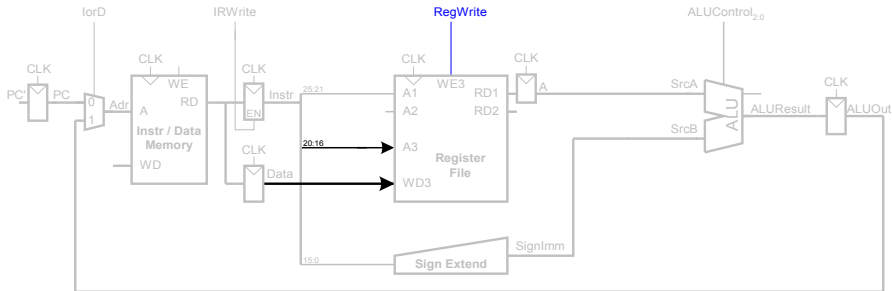 IorD
IRWrite
RegWrite
ALUControl2:0
CLK
CLK
CLK
CLK
CLK
CLK
PC'
PC
0
1
Adr
A
WE
RD
Instr / Data
Memory
WD
EN
Instr
25:21
A1
WE3
RD1
A
SrcA
A2
RD2
ALU
ALUResult
ALUOut
SrcB
20:16
A3
Register
File
CLK
Data
WD3
SignImm
15:0
Sign Extend